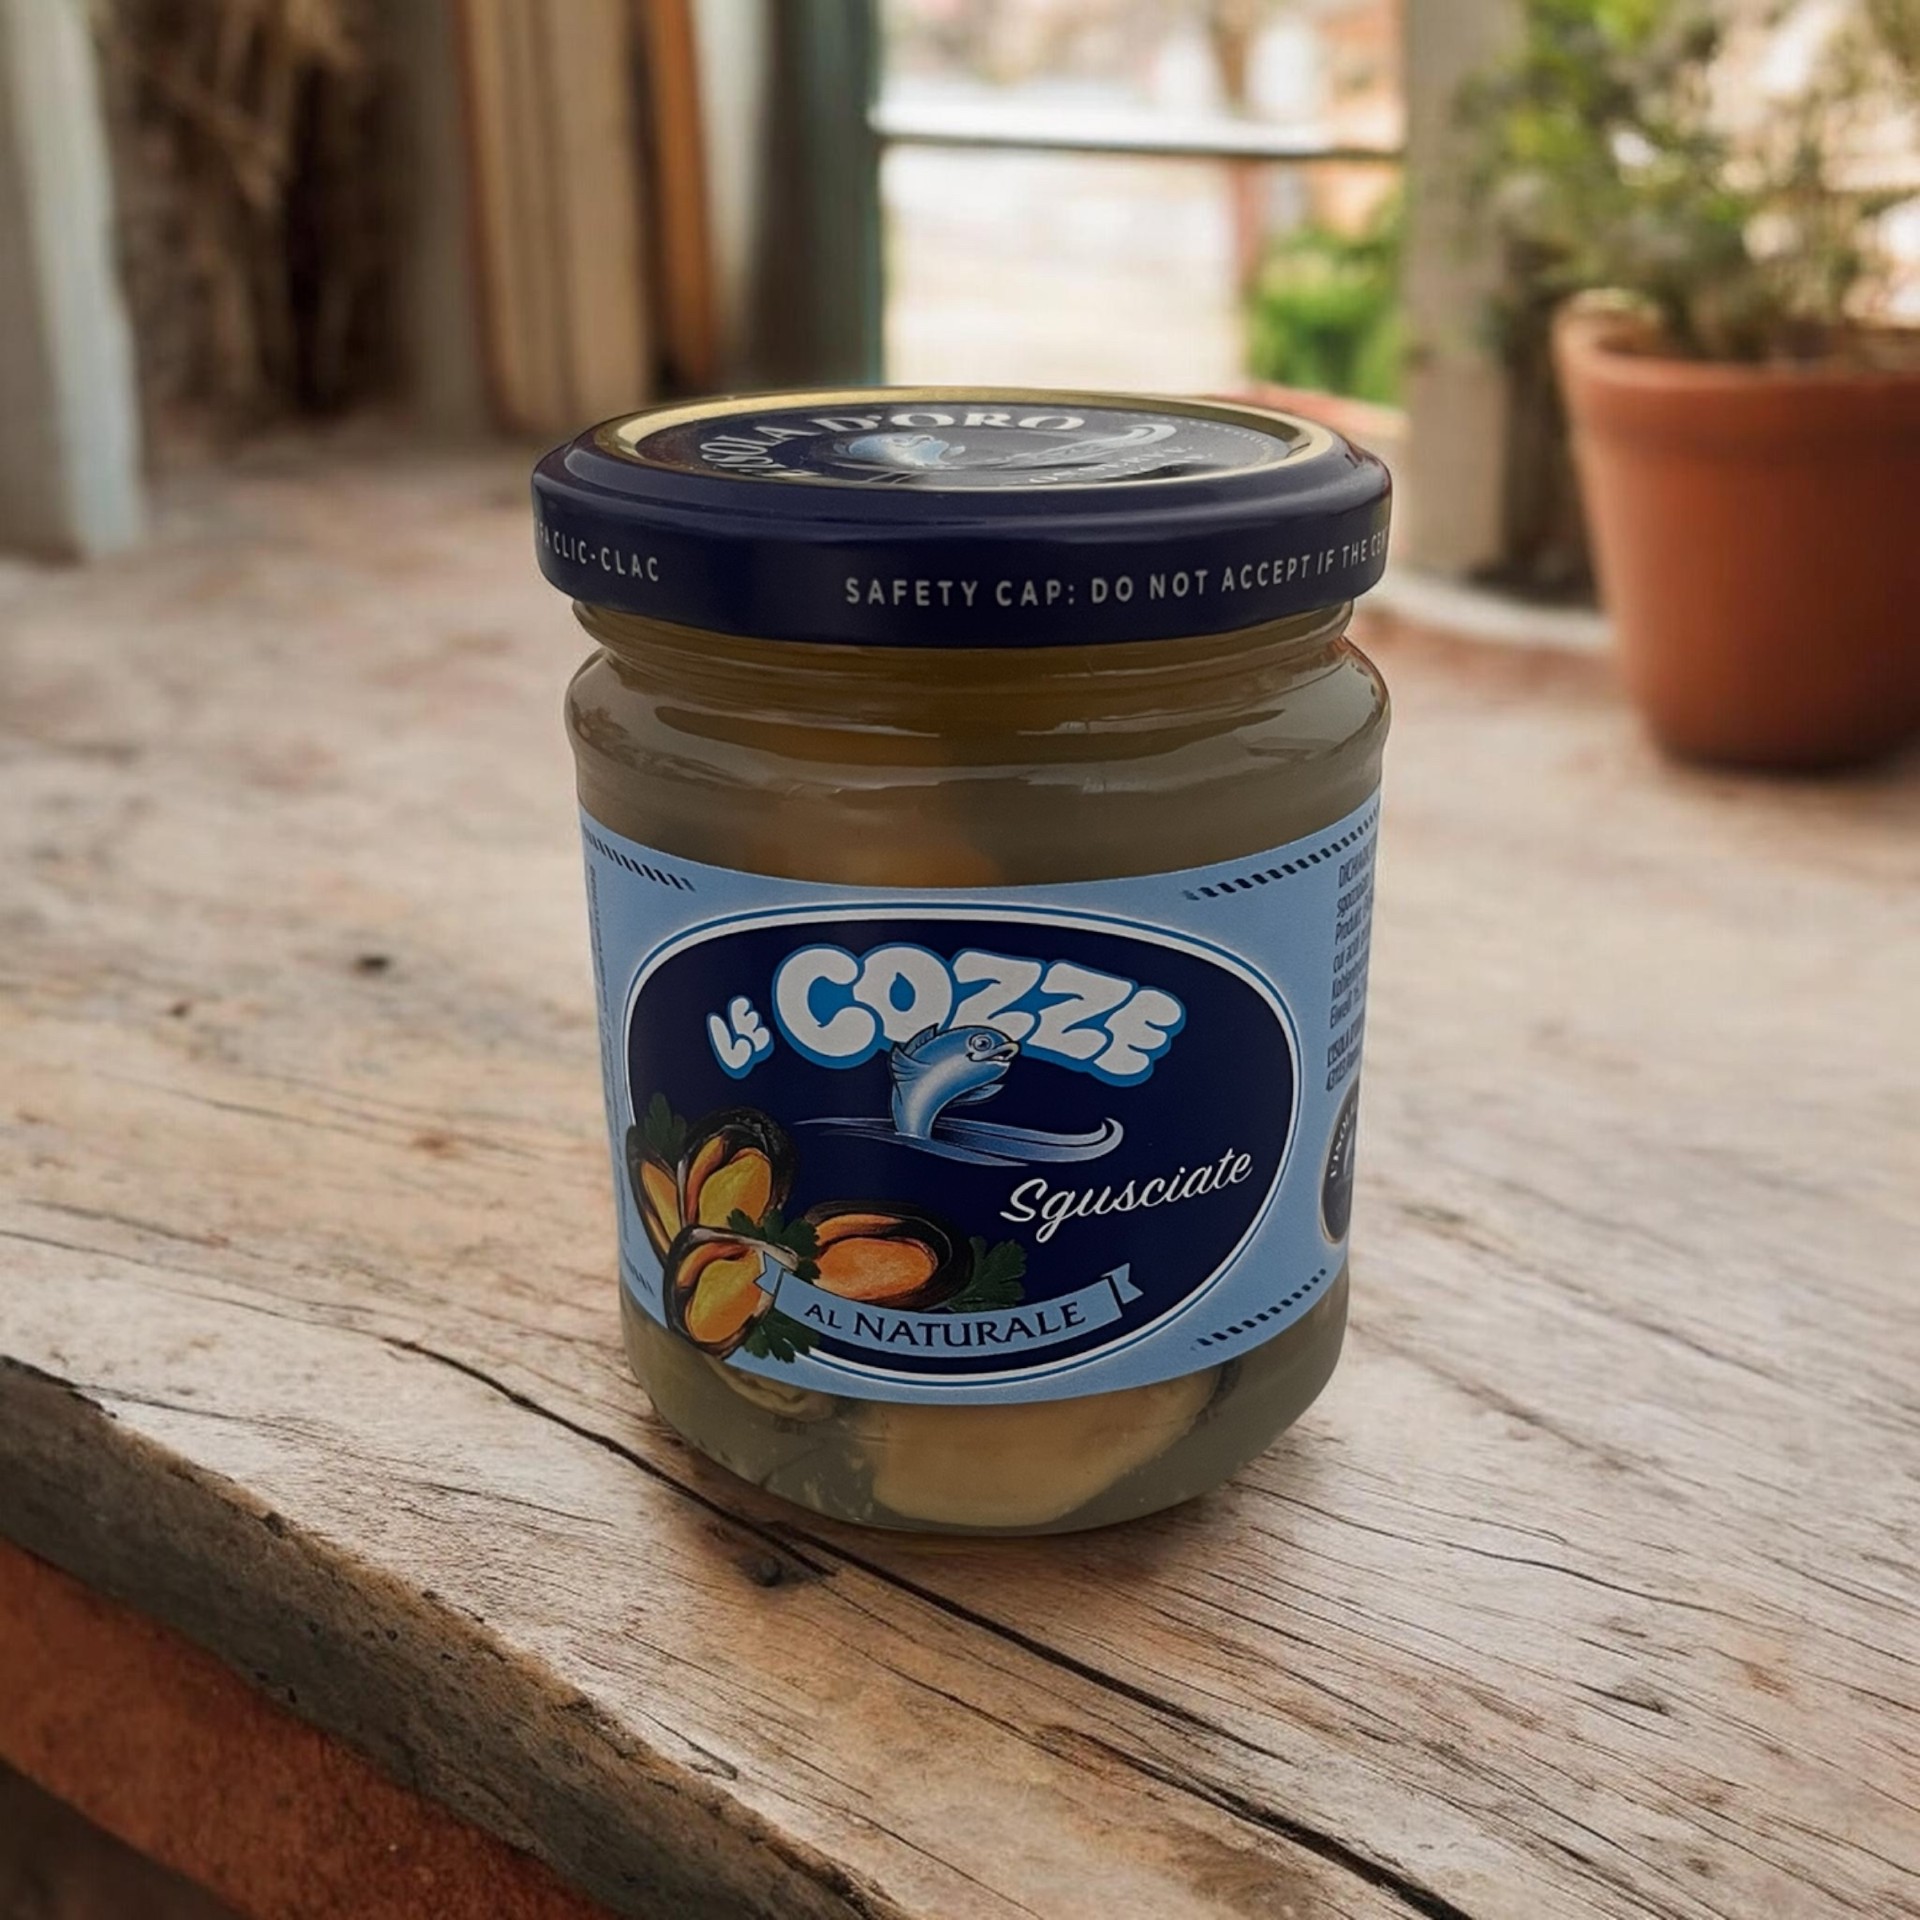 L'ISOLA D'ORO
CLIC-CLAC
SAFETY CAP: DO NOT ACCEPT IF THE
LE COZZE
Sgusciate
AL NATURALE